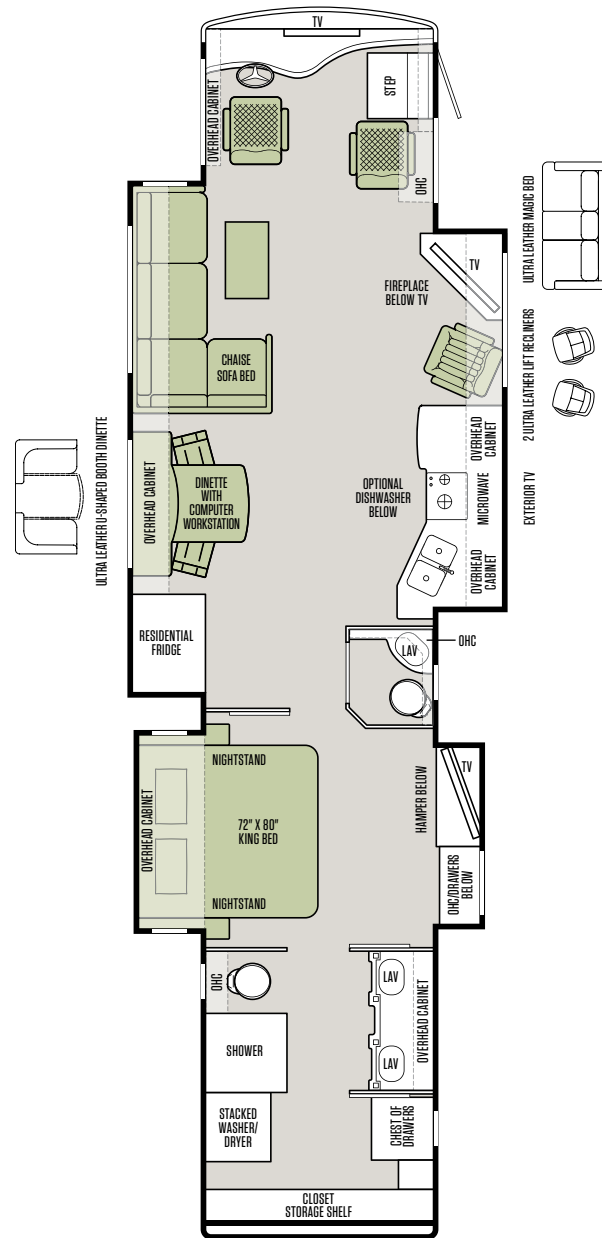 TV
OVERHEAD CABINET
STEP
OHC
ULTRA LEATHER MAGIC BED
TV
FIREPLACE
BELOW TV
2 ULTRA LEATHER LIFT RECLINERS
CHAISE
SOFA BED
OVERHEAD
CABINET
ULTRA LEATHER U-SHAPED BOOTH DINETTE
OVERHEAD CABINET
DINETTE
WITH
COMPUTER
WORKSTATION
OPTIONAL
DISHWASHER
BELOW
MICROWAVE
EXTERIOR TV
OVERHEAD
CABINET
RESIDENTIAL
FRIDGE
LAV
OHC
NIGHTSTAND
OVERHEAD CABINET
72" X 80"
KING BED
NIGHTSTAND
HAMPER BELOW
TV
OHC/DRAWERS
BELOW
OHC
LAV
OVERHEAD CABINET
LAV
SHOWER
STACKED
WASHER/
DRYER
CHEST OF
DRAWERS
CLOSET
STORAGE SHELF